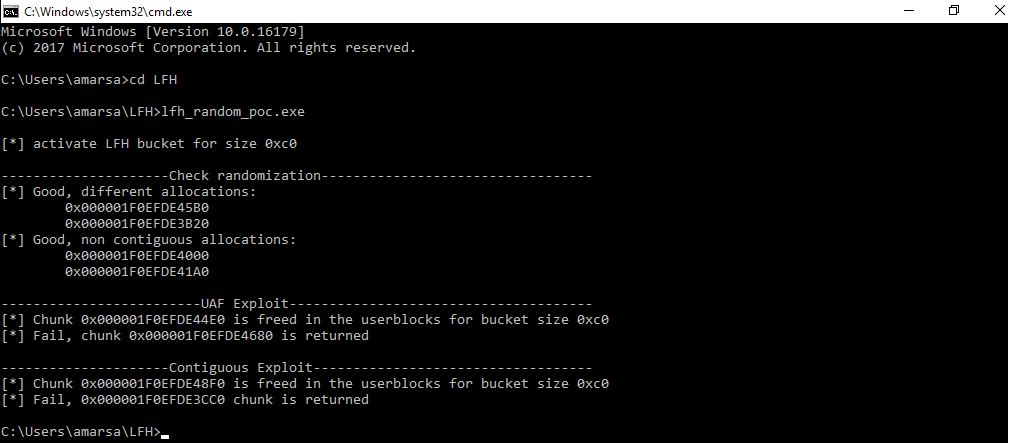 C:\Windows\system32\cmd.exe
Microsoft Windows [Version 10.0.16179]
(c) 2017 Microsoft Corporation. All rights reserved.
C:\Users\amarsa>cd LFH
C:\Users\amarsa\LFH>lfh_random_poc.exe
[*] activate LFH bucket for size 0xc0
---------------------Check randomization----------------------------------
[*] Good, different allocations:
0x000001F0EFDE45B0
0x000001F0EFDE3B20
[*] Good, non contiguous allocations:
0x000001F0EFDE4000
0x000001F0EFDE41A0
-------------------------UAF Exploit--------------------------------------
[*] Chunk 0x000001F0EFDE44E0 is freed in the userblocks for bucket size 0xc0
[*] Fail, chunk 0x000001F0EFDE4680 is returned
---------------------Contiguous Exploit-----------------------------------
[*] Chunk 0x000001F0EFDE48F0 is freed in the userblocks for bucket size 0xc0
[*] Fail, 0x000001F0EFDE3CC0 chunk is returned
C:\Users\amarsa\LFH>